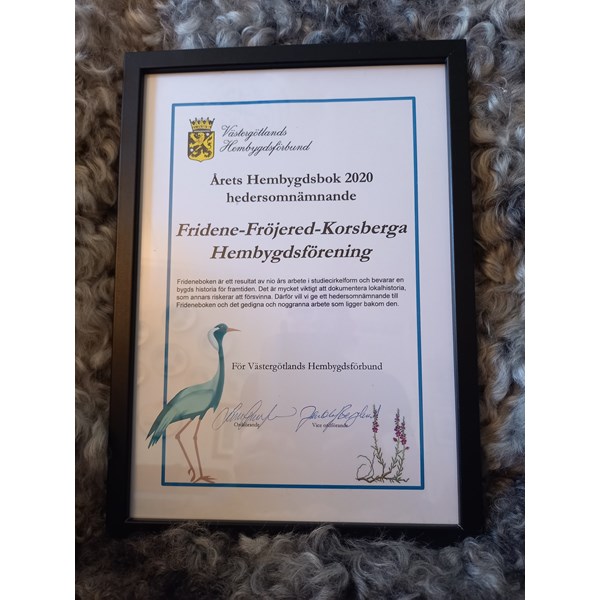 Västergötlands
Hembygdsförbund
Årets Hembygdsbok 2020
hedersomnämnande
Fridene-Fröjered-Korsberga
Hembygdsförening
Frideneboken är ett resultat av nio års arbete i studiecirkelform och bevarar en
bygds historia för framtiden. Det är mycket viktigt att dokumentera lokalhistoria,
som annars riskerar att försvinna. Därför vill vi ge ett hedersomnämnande till
Frideneboken och det gedigna och noggranna arbete som ligger bakom den.
För Västergötlands Hembygdsförbund
Ordförande Vice ordförande